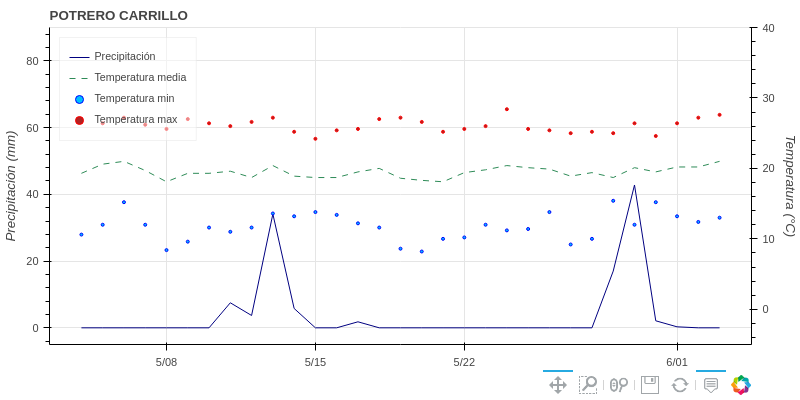 POTRERO CARRILLO
Precipitación
Temperatura media
Temperatura min
Temperatura max
Precipitación (mm)
80
60
40
20
0
Temperatura (°C)
40
30
20
10
0
5/08
5/15
5/22
6/01